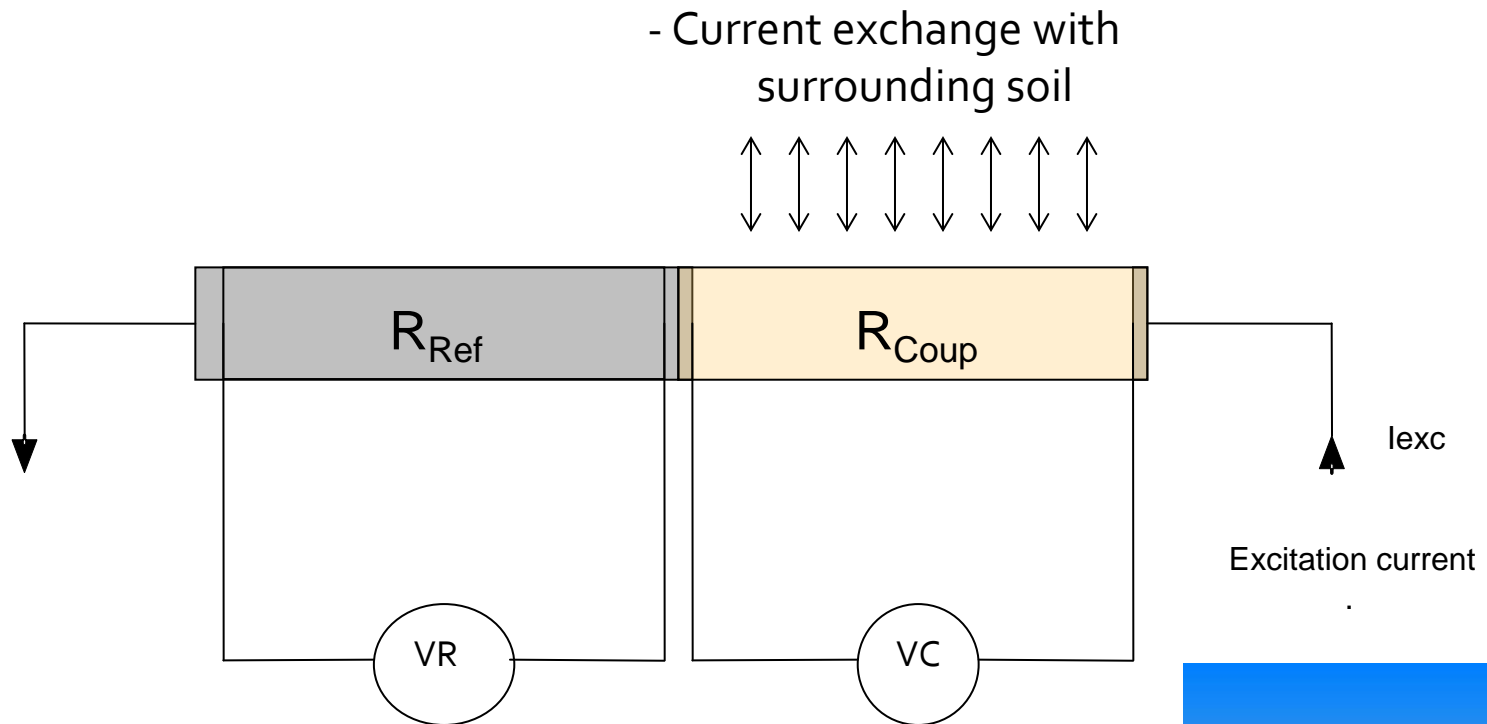 - Current exchange with
surrounding soil
RRef
RCoup
Iexc
Excitation current
.
VR
VC